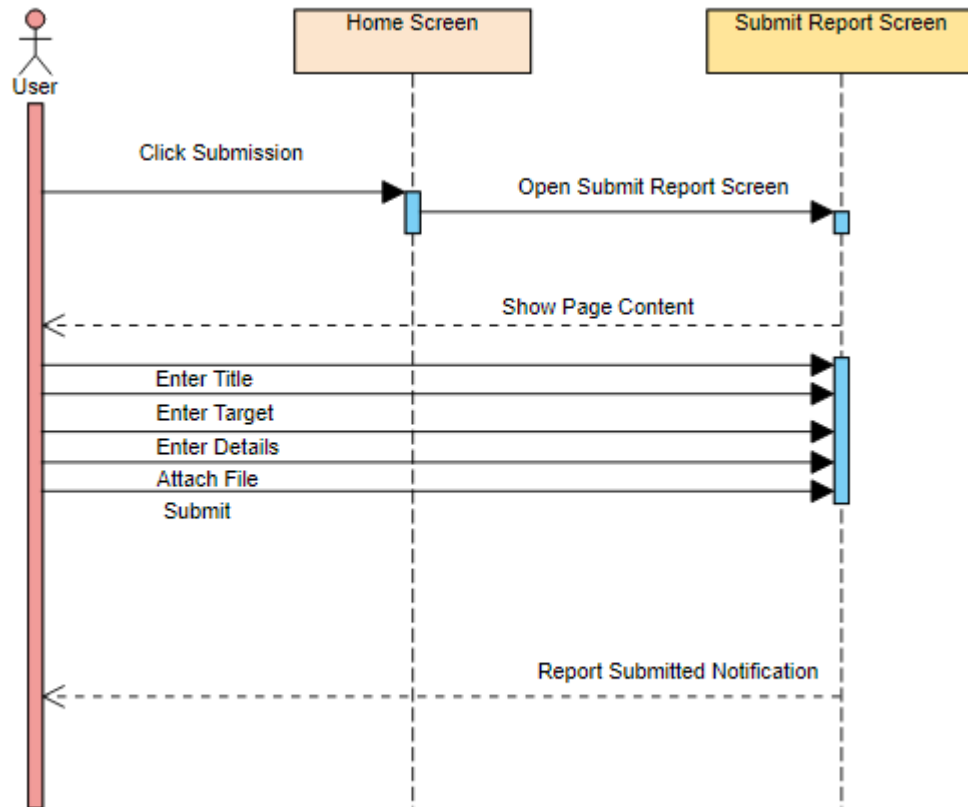 Home Screen
Submit Report Screen
User
Click Submission
Open Submit Report Screen
Show Page Content
Enter Title
Enter Target
Enter Details
Attach File
Submit
Report Submitted Notification